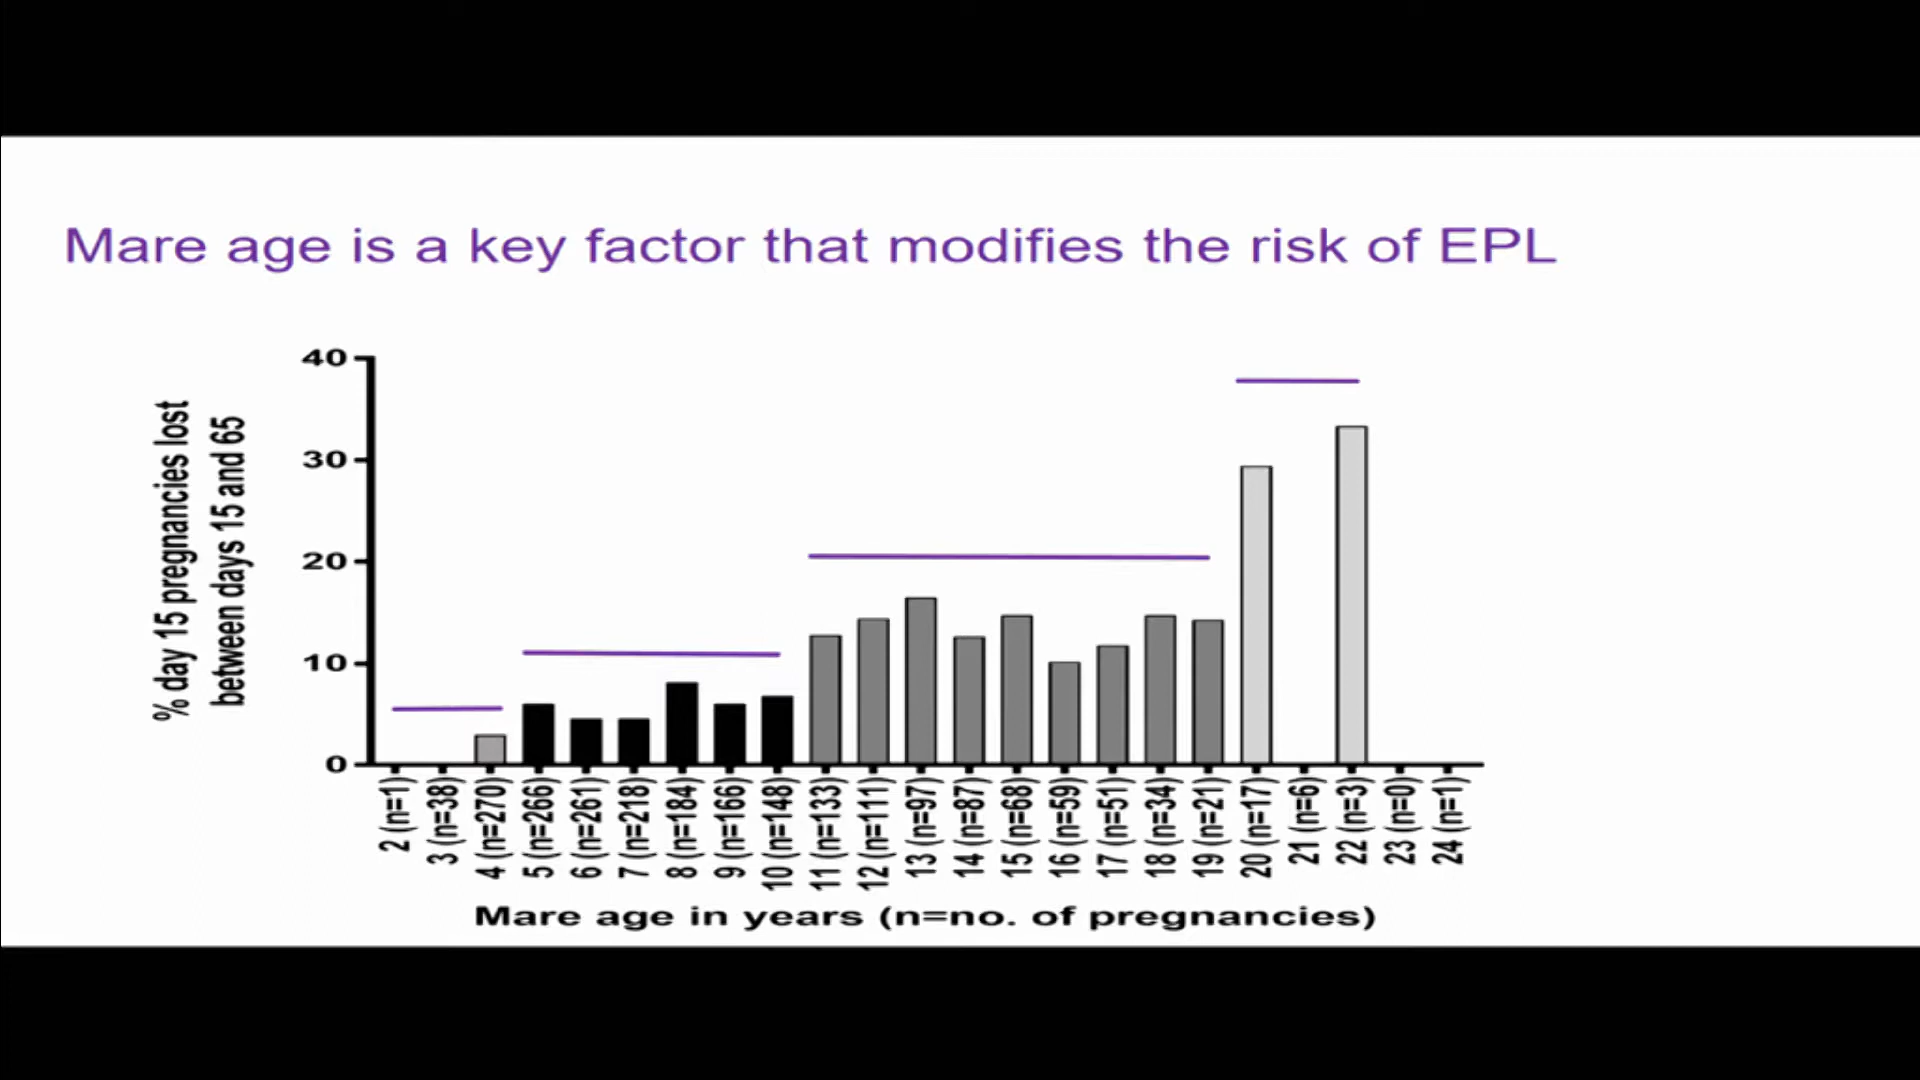 Mare age is a key factor that modifies the risk of EPL
% day 15 pregnancies lost
between days 15 and 65
40
30
20
10
0
2 (n=1)
3 (n=38)
4 (n=270)
5 (n=266)
6 (n=261)
7 (n=218)
8 (n=184)
9 (n=166)
10 (n=148)
11 (n=133)
12 (n=111)
13 (n=97)
14 (n=87)
15 (n=68)
16 (n=59)
17 (n=51)
18 (n=34)
19 (n=21)
20 (n=17)
21 (n=6)
22 (n=3)
23 (n=0)
24 (n=1)
Mare age in years (n=no. of pregnancies)